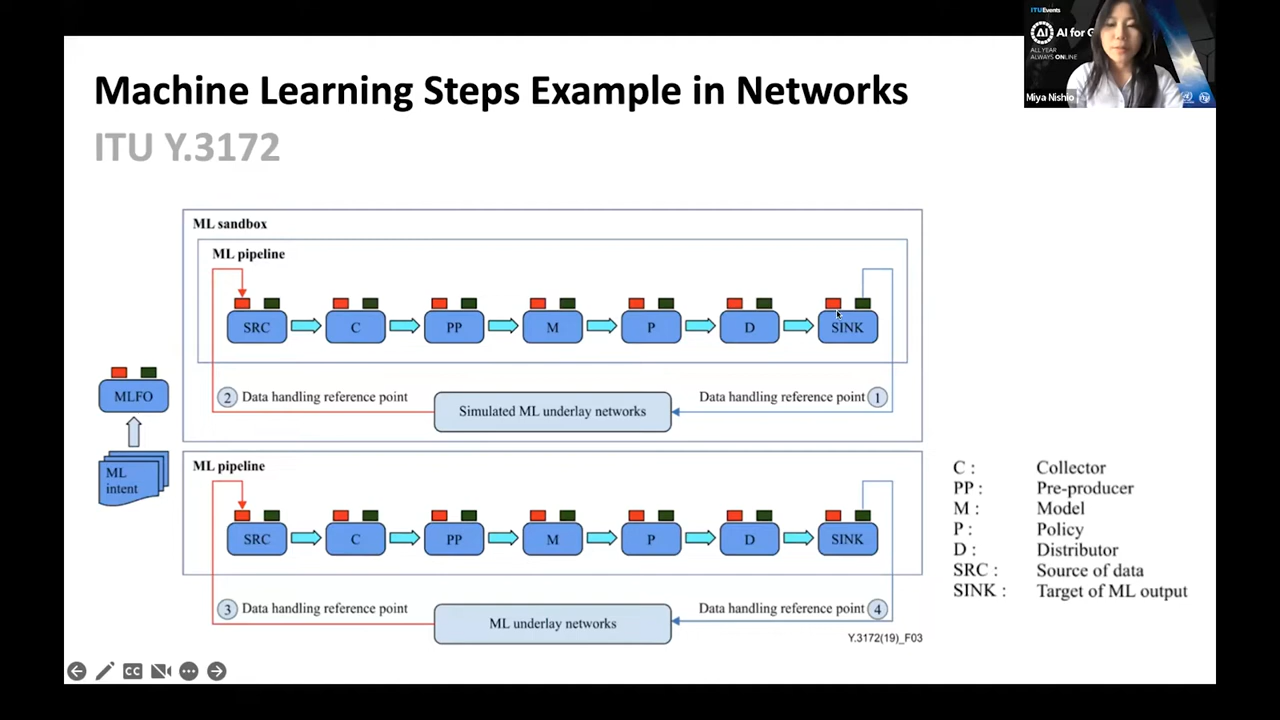 ITUEvents
AI AI for G
ALL YEAR
ALWAYS ONLINE
Miya Nishio
Machine Learning Steps Example in Networks
ITU Y.3172
ML sandbox
ML pipeline
SRC C PP M P D SINK
2 Data handling reference point
Simulated ML underlay networks
Data handling reference point 1
MLFO
ML
intent
ML pipeline
SRC C PP M P D SINK
3 Data handling reference point
ML underlay networks
Data handling reference point 4
Y.3172(19)_F03
C : Collector
PP : Pre-producer
M : Model
P : Policy
D : Distributor
SRC : Source of data
SINK : Target of ML output
CC